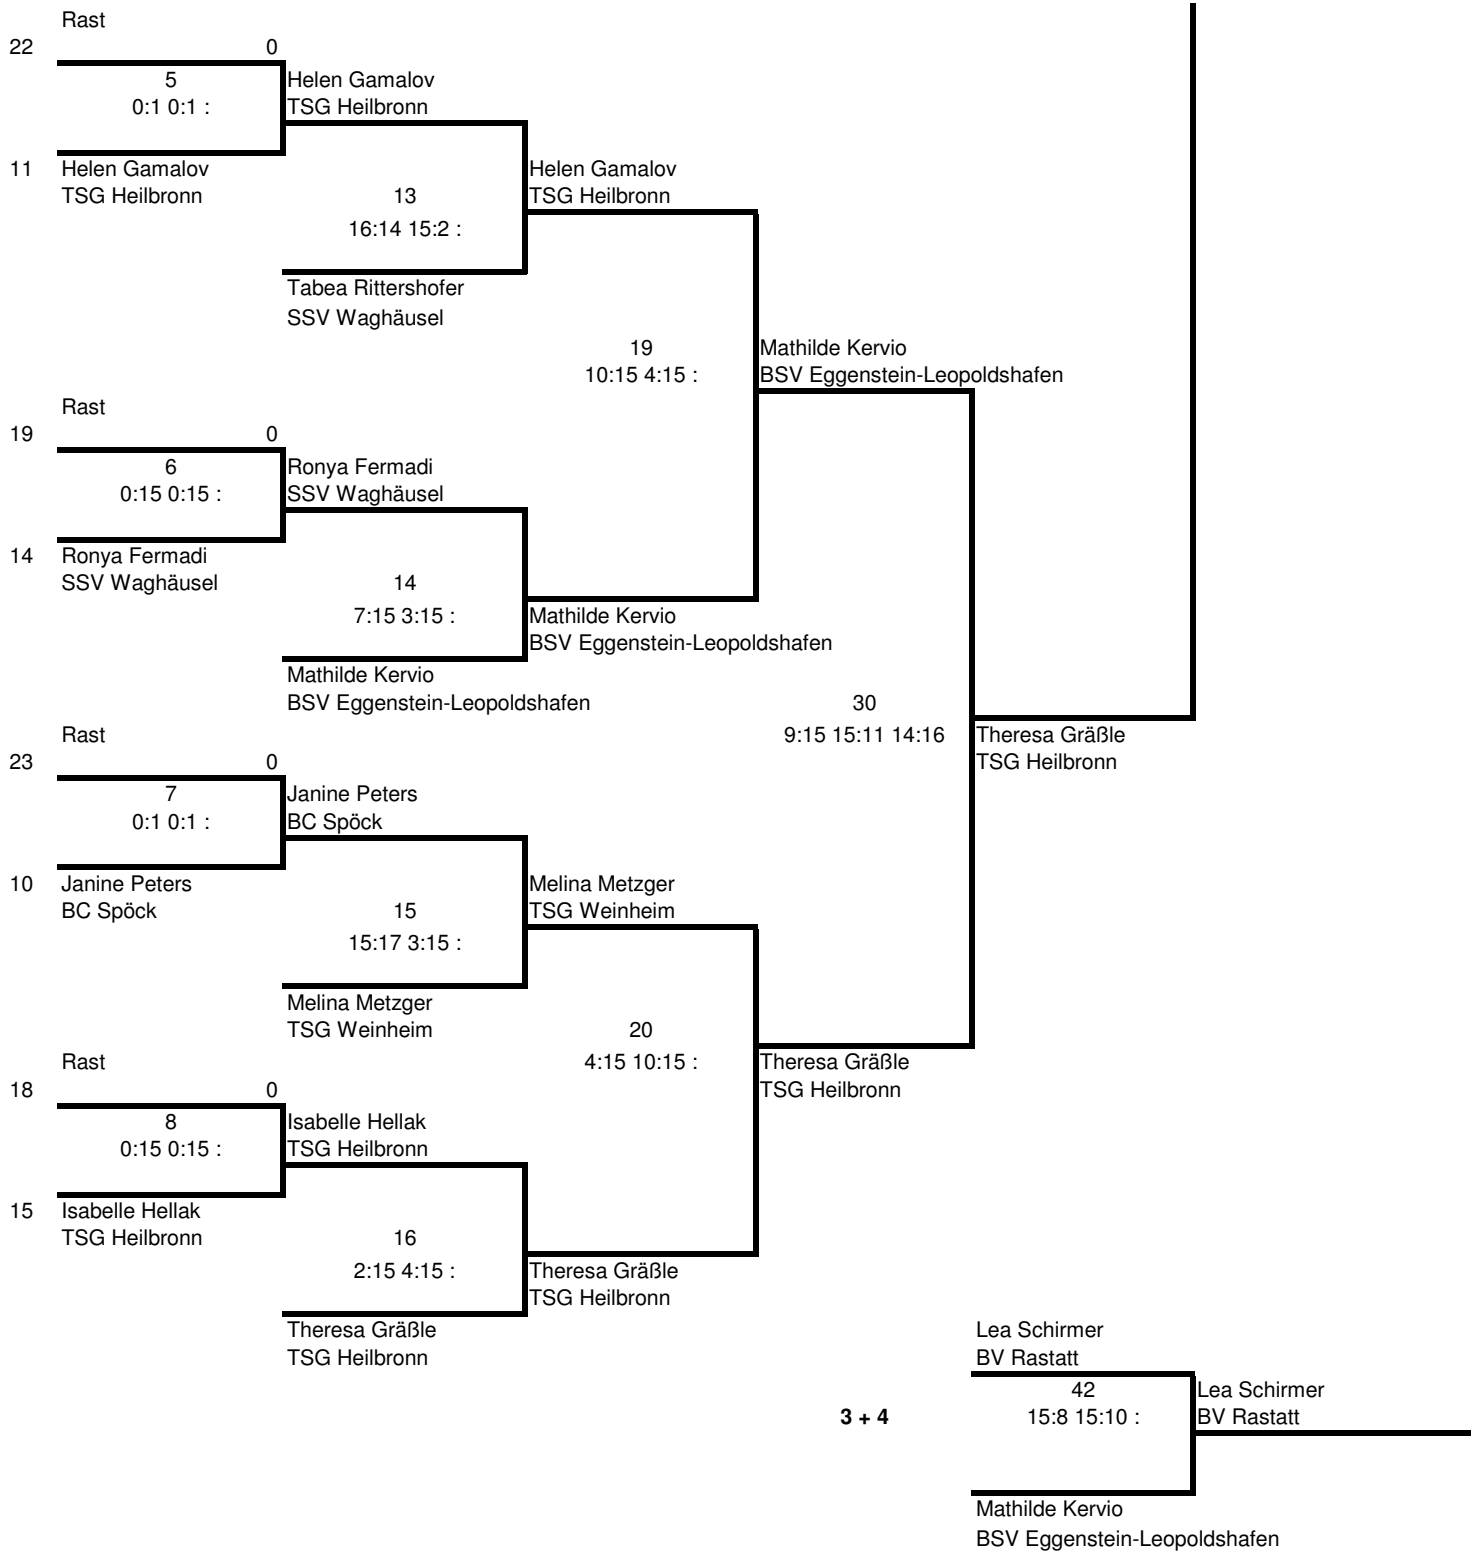 Rast
22 0
5 Helen Gamalov
0:1 0:1 : TSG Heilbronn
11 Helen Gamalov Helen Gamalov
TSG Heilbronn 13 TSG Heilbronn
16:14 15:2 :
Tabea Rittershofer
SSV Waghäusel
19 Mathilde Kervio
10:15 4:15 : BSV Eggenstein-Leopoldshafen
Rast
19 0
6 Ronya Fermadi
0:15 0:15 : SSV Waghäusel
14 Ronya Fermadi
SSV Waghäusel 14
7:15 3:15 : Mathilde Kervio
BSV Eggenstein-Leopoldshafen
Mathilde Kervio
BSV Eggenstein-Leopoldshafen 30
Rast 9:15 15:11 14:16 Theresa Gräßle
23 0 TSG Heilbronn
7 Janine Peters
0:1 0:1 : BC Spöck
10 Janine Peters Melina Metzger
BC Spöck 15 TSG Weinheim
15:17 3:15 :
Melina Metzger
TSG Weinheim 20
Rast 4:15 10:15 : Theresa Gräßle
18 0 TSG Heilbronn
8 Isabelle Hellak
0:15 0:15 : TSG Heilbronn
15 Isabelle Hellak
TSG Heilbronn 16
2:15 4:15 : Theresa Gräßle
TSG Heilbronn
Theresa Gräßle Lea Schirmer
TSG Heilbronn BV Rastatt
42 Lea Schirmer
3 + 4 15:8 15:10 : BV Rastatt
Mathilde Kervio
BSV Eggenstein-Leopoldshafen